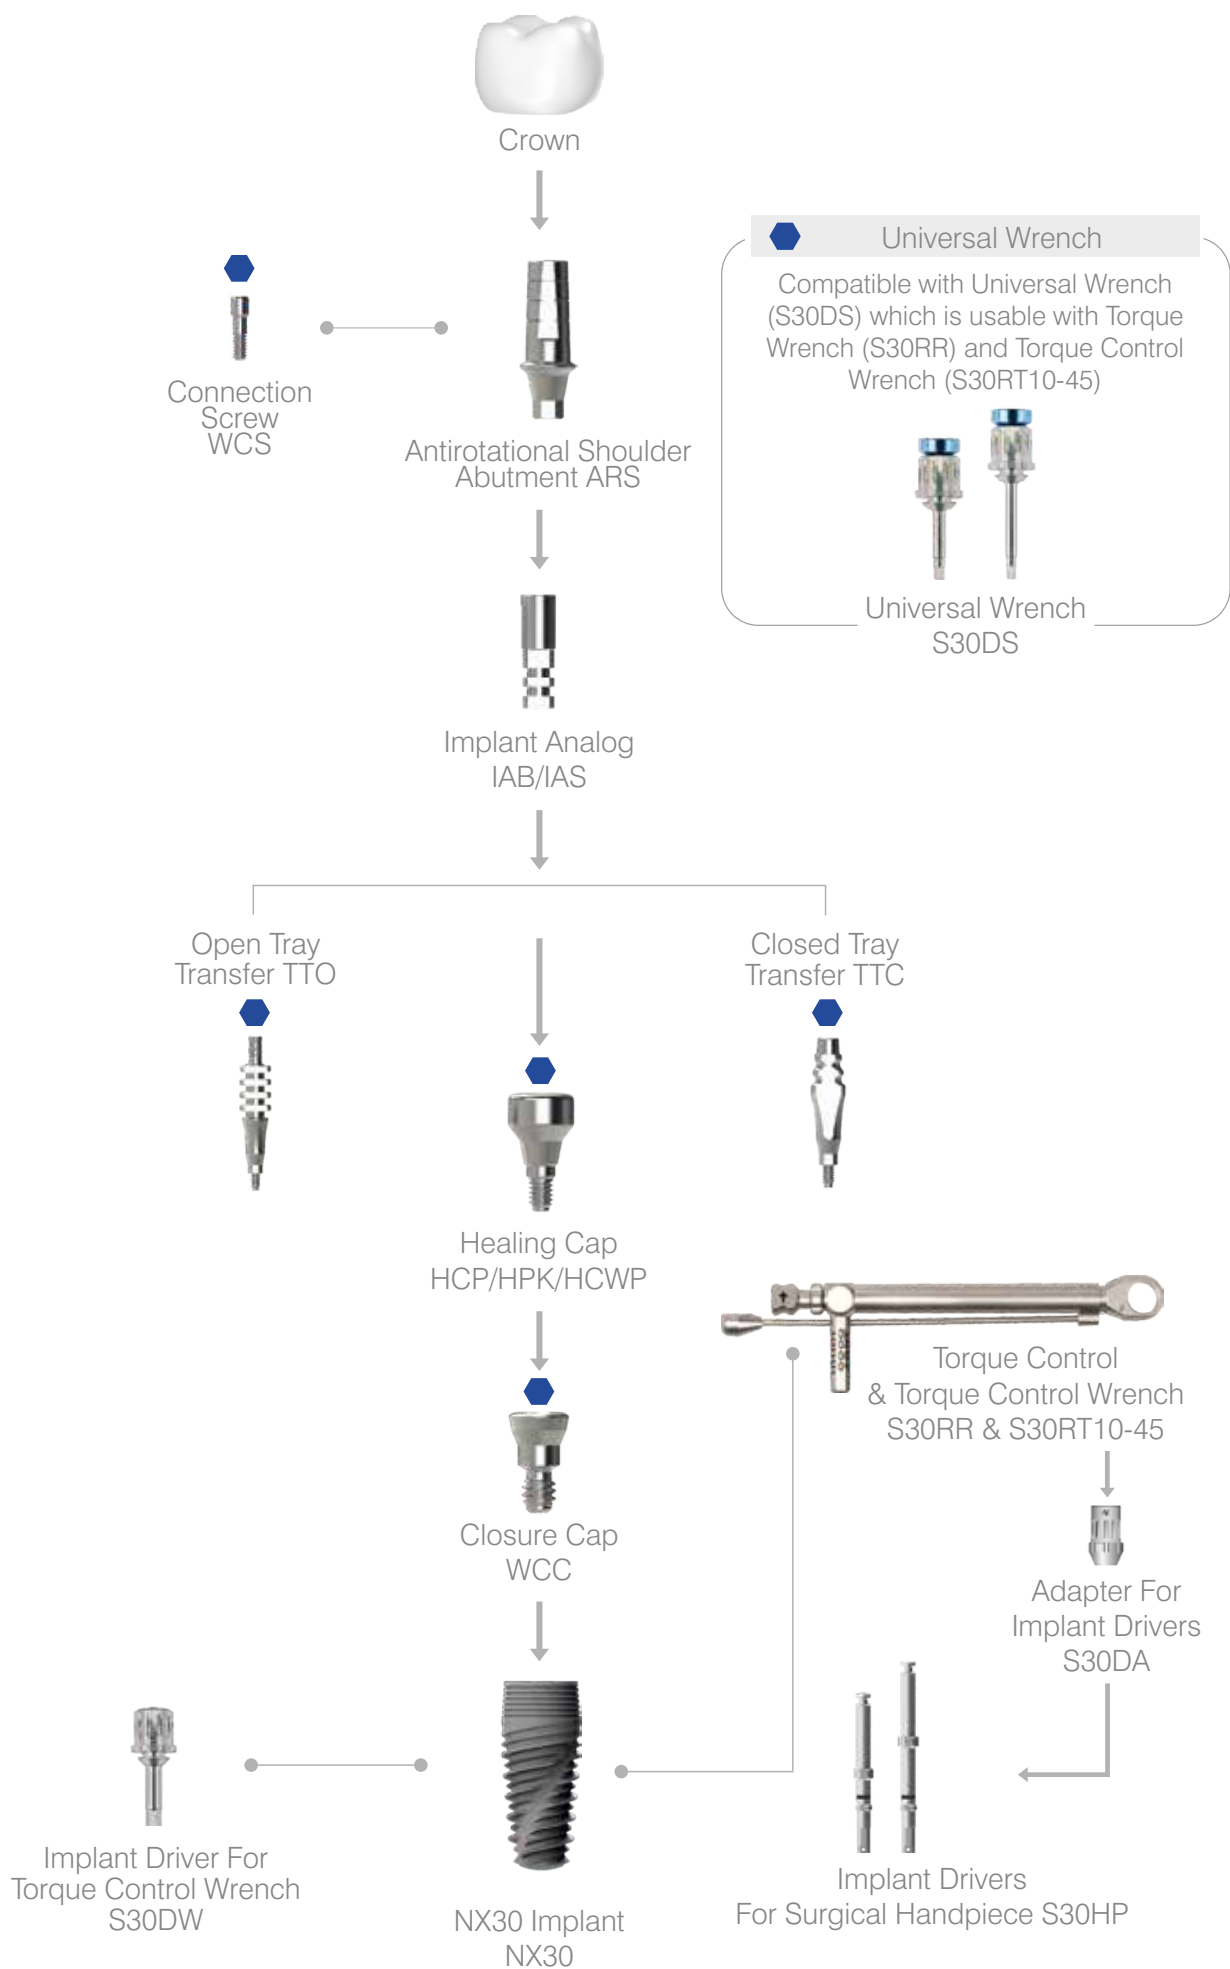 Crown
Universal Wrench
Compatible with Universal Wrench
(S30DS) which is usable with Torque
Wrench (S30RR) and Torque Control
Wrench (S30RT10-45)
Connection
Screw
WCS
Antirotational Shoulder
Abutment ARS
Universal Wrench
S30DS
Implant Analog
IAB/IAS
Open Tray
Transfer TTO
Closed Tray
Transfer TTC
Healing Cap
HCP/HPK/HCWP
Torque Control
& Torque Control Wrench
S30RR & S30RT10-45
Closure Cap
WCC
Adapter For
Implant Drivers
S30DA
Implant Driver For
Torque Control Wrench
S30DW
NX30 Implant
NX30
Implant Drivers
For Surgical Handpiece S30HP